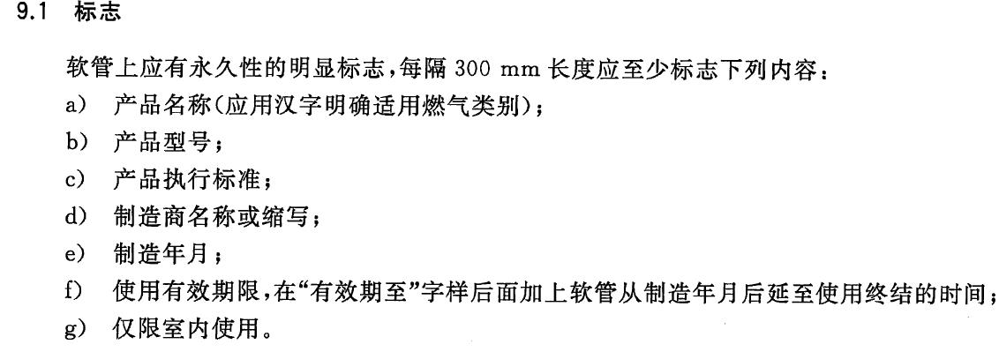 9.1 标志
软管上应有永久性的明显标志,每隔 300 mm 长度应至少标志下列内容:
a) 产品名称(应用汉字明确适用燃气类别);
b) 产品型号;
c) 产品执行标准;
d) 制造商名称或缩写;
e) 制造年月;
f) 使用有效期限,在“有效期至”字样后面加上软管从制造年月后延至使用终结的时间;
g) 仅限室内使用。